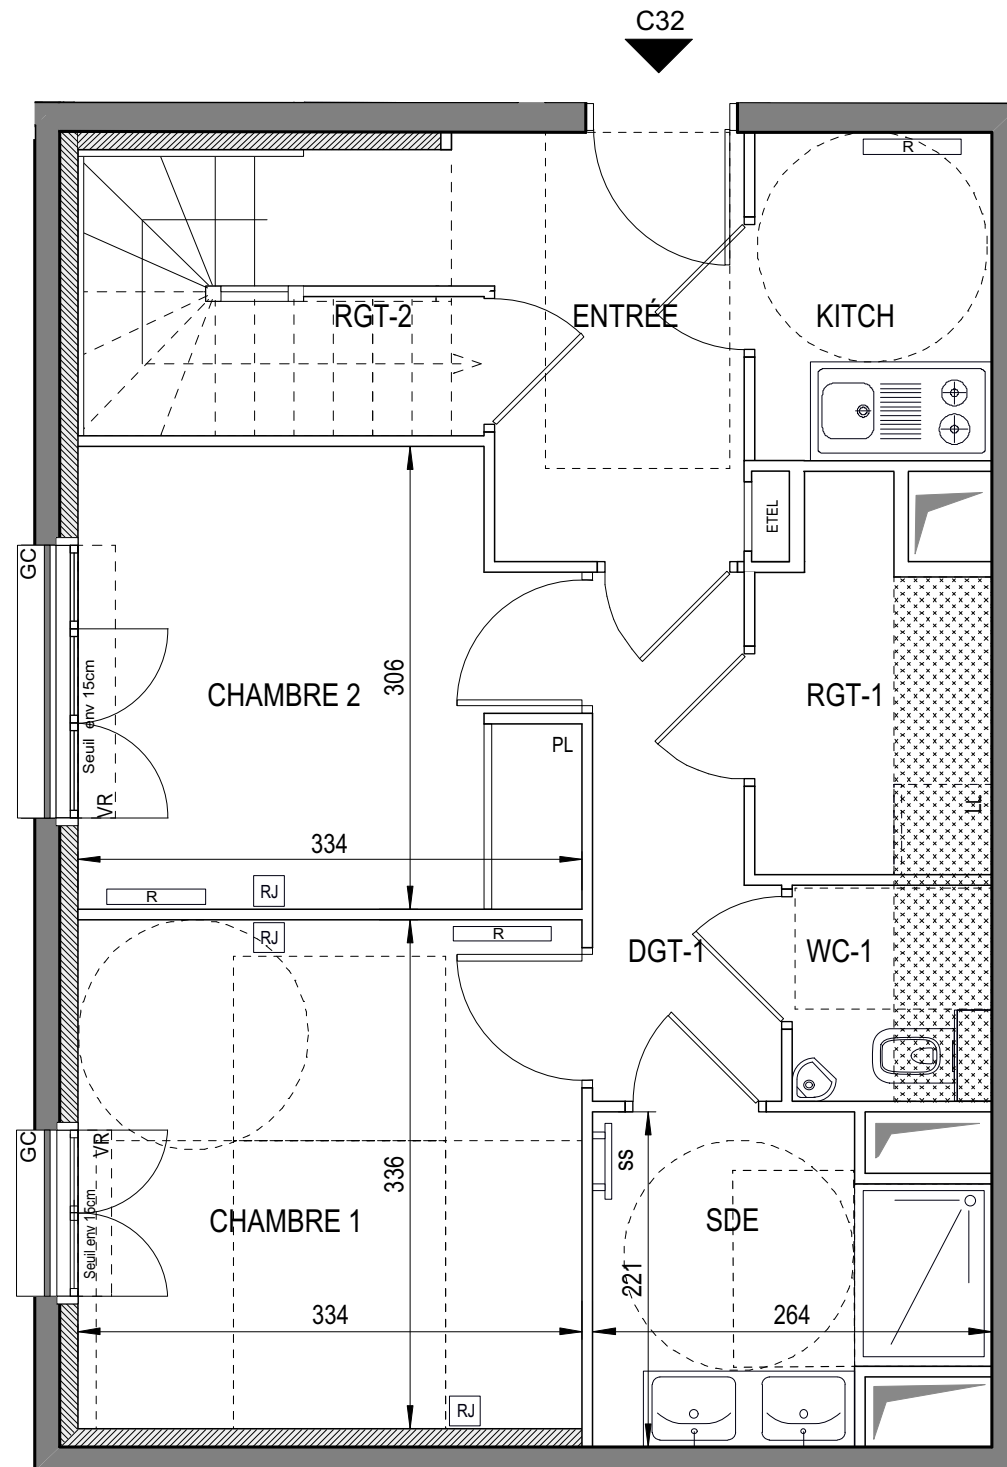 C32
R
RGT-2
ENTRÉE
KITCH
ETEL
GC
Seuil env 15cm
VR
CHAMBRE 2
306
RGT-1
PL
LL
334
R
RJ
RJ
R
DGT-1
WC-1
GC
VR
Seuil env 15cm
336
CHAMBRE 1
ss
SDE
221
334
264
RJ